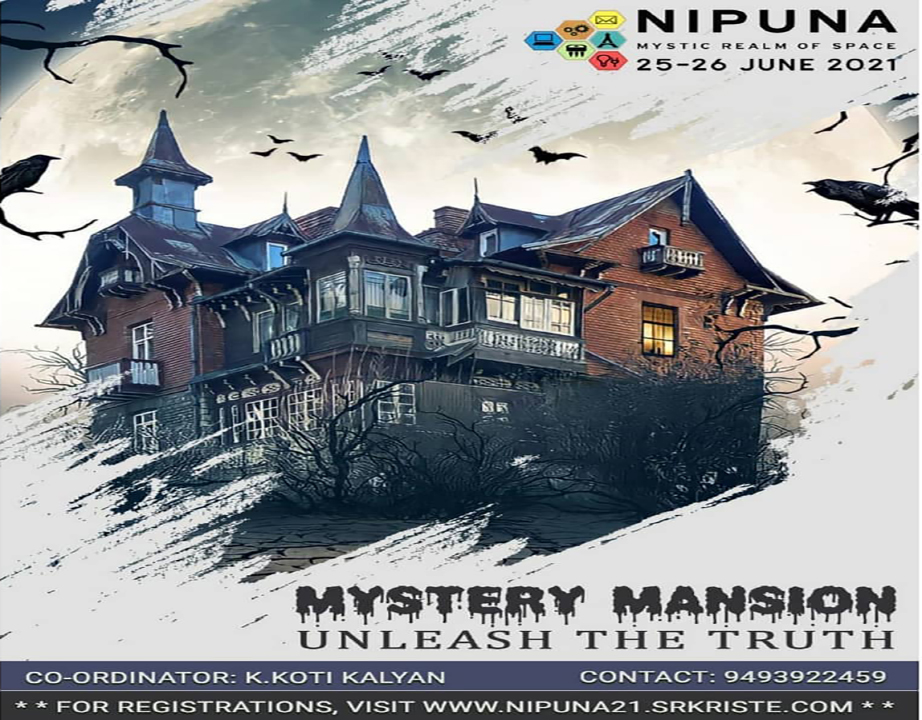 NIPUNA
MYSTIC REALM OF SPACE
25-26 JUNE 2021
MYSTERY MANSION
UNLEASH THE TRUTH
CO-ORDINATOR: K.KOTI KALYAN CONTACT: 9493922459
* * FOR REGISTRATIONS, VISIT WWW.NIPUNA21.SRKRISTE.COM * *